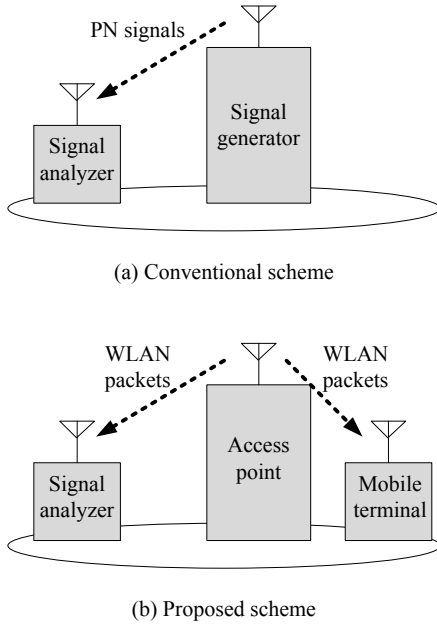 PN signals
Signal
analyzer
Signal
generator
(a) Conventional scheme
WLAN
packets
WLAN
packets
Signal
analyzer
Access
point
Mobile
terminal
(b) Proposed scheme